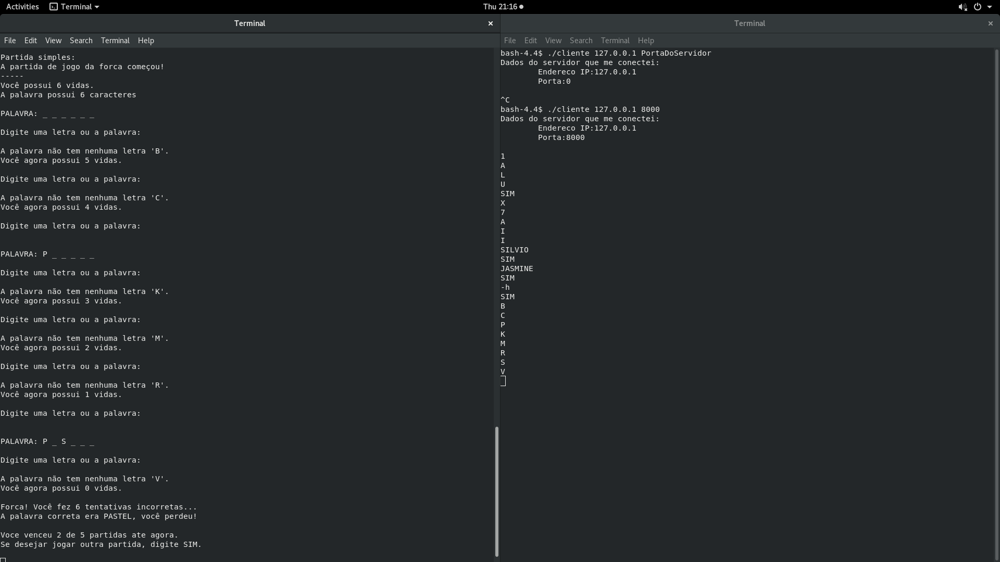 Activities Terminal Thu 21:16
Terminal
File Edit View Search Terminal Help
Partida simples:
A partida de jogo da forca começou!
-----
Você possui 6 vidas.
A palavra possui 6 caracteres
PALAVRA: _ _ _ _ _ _
Digite uma letra ou a palavra:
A palavra não tem nenhuma letra 'B'.
Você agora possui 5 vidas.
Digite uma letra ou a palavra:
A palavra não tem nenhuma letra 'C'.
Você agora possui 4 vidas.
Digite uma letra ou a palavra:
PALAVRA: P _ _ _ _ _
Digite uma letra ou a palavra:
A palavra não tem nenhuma letra 'K'.
Você agora possui 3 vidas.
Digite uma letra ou a palavra:
A palavra não tem nenhuma letra 'M'.
Você agora possui 2 vidas.
Digite uma letra ou a palavra:
A palavra não tem nenhuma letra 'R'.
Você agora possui 1 vidas.
Digite uma letra ou a palavra:
PALAVRA: P _ S _ _ _
Digite uma letra ou a palavra:
A palavra não tem nenhuma letra 'V'.
Você agora possui 0 vidas.
Forca! Você fez 6 tentativas incorretas...
A palavra correta era PASTEL, você perdeu!
Voce venceu 2 de 5 partidas ate agora.
Se desejar jogar outra partida, digite SIM.
Terminal
File Edit View Search Terminal Help
bash-4.4$ ./cliente 127.0.0.1 PortaDoServidor
Dados do servidor que me conectei:
Endereco IP:127.0.0.1
Porta:0
^C
bash-4.4$ ./cliente 127.0.0.1 8000
Dados do servidor que me conectei:
Endereco IP:127.0.0.1
Porta:8000
1
A
L
U
SIM
X
7
A
I
I
SILVIO
SIM
JASMINE
SIM
-h
SIM
B
C
P
K
M
R
S
V